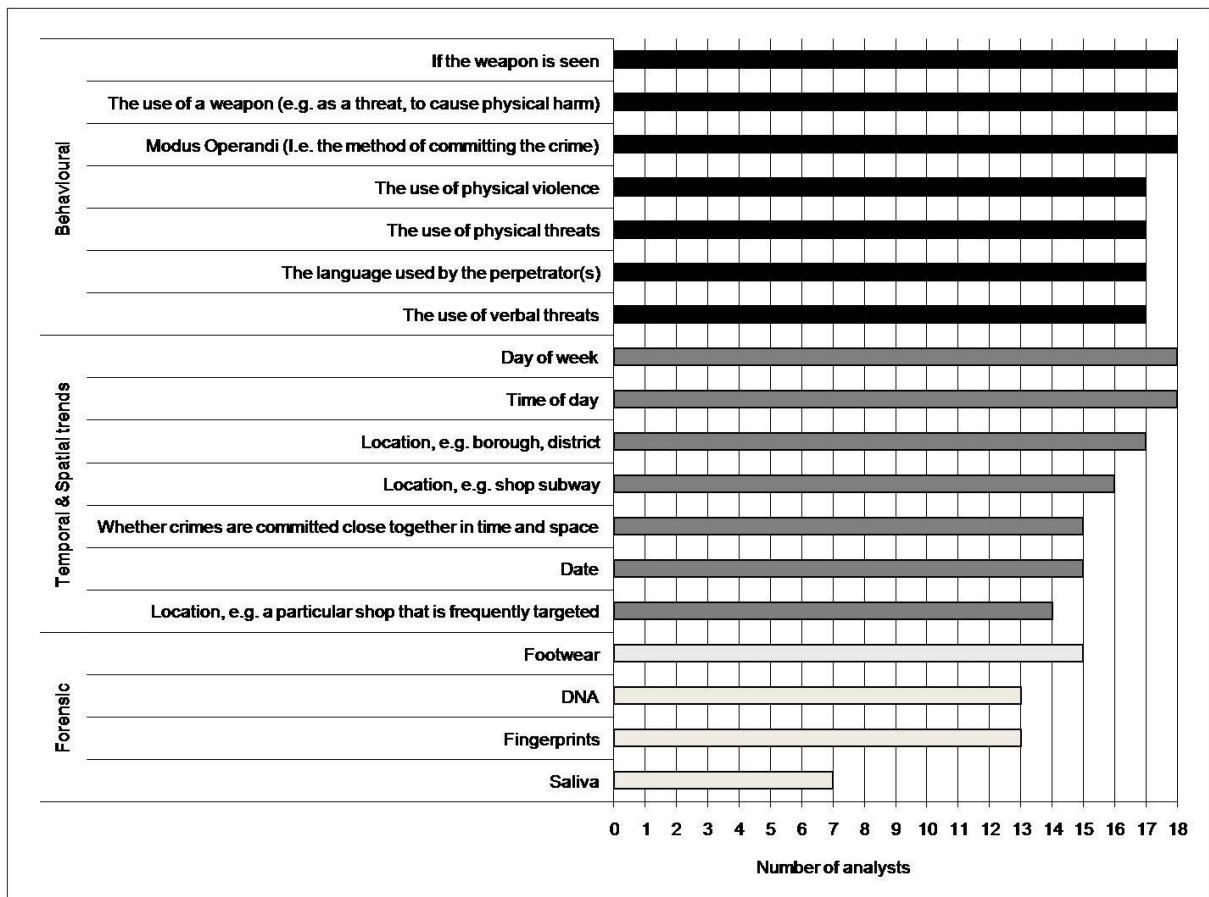 Behavioural
If the weapon is seen
The use of a weapon (e.g. as a threat, to cause physical harm)
Modus Operandi (I.e. the method of committing the crime)
The use of physical violence
The use of physical threats
The language used by the perpetrator(s)
The use of verbal threats
Temporal & Spatial trends
Day of week
Time of day
Location, e.g. borough, district
Location, e.g. shop subway
Whether crimes are committed close together in time and space
Date
Location, e.g. a particular shop that is frequently targeted
Forensic
Footwear
DNA
Fingerprints
Saliva
0 1 2 3 4 5 6 7 8 9 10 11 12 13 14 15 16 17 18
Number of analysts